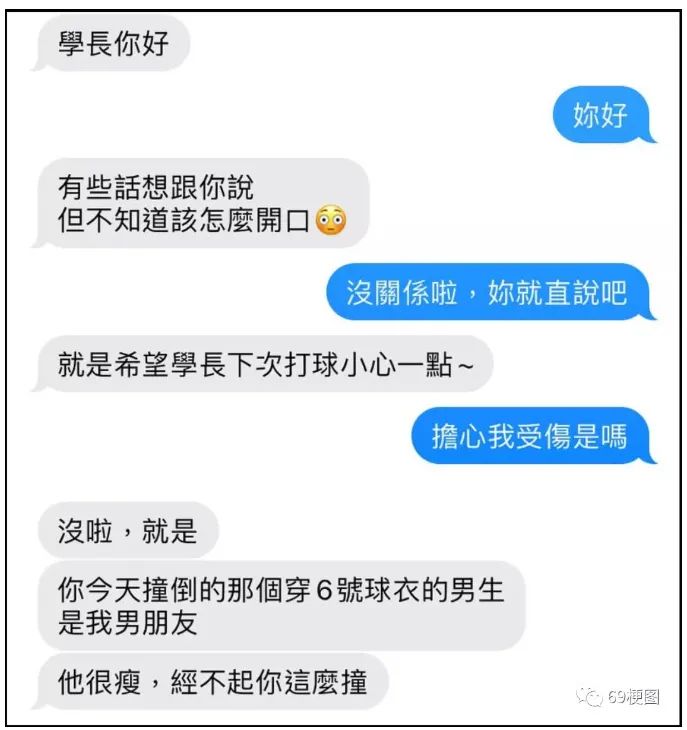 學長你好
妳好
有些話想跟你說
但不知道該怎麼開口😳
沒關係啦，妳就直說吧
就是希望學長下次打球小心一點~
擔心我受傷是嗎
沒啦，就是
你今天撞倒的那個穿6號球衣的男生
是我男朋友
他很瘦，經不起你這麼撞
69梗图